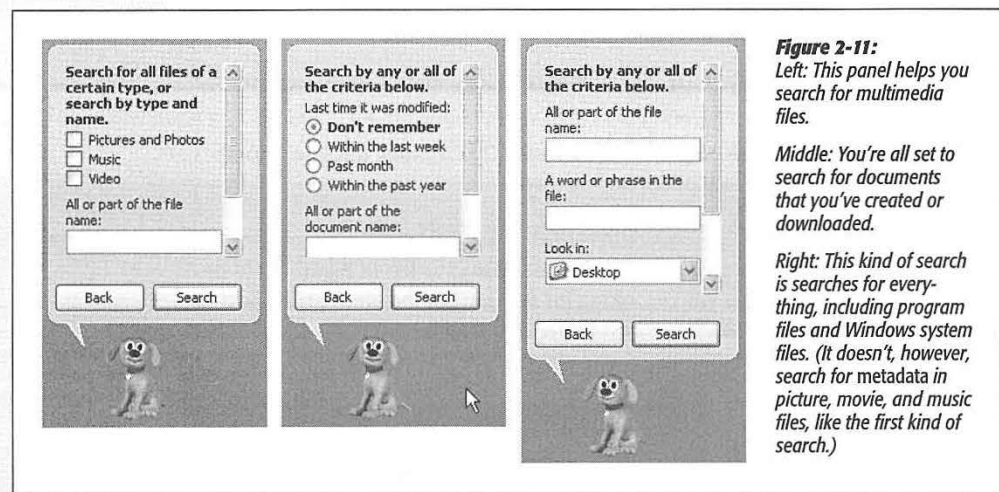 Search for all files of a
certain type, or
search by type and
name.
Pictures and Photos
Music
Video
All or part of the file
name:
Back
Search
Search by any or all of
the criteria below.
Last time it was modified:
Don't remember
Within the last week
Past month
Within the past year
All or part of the
document name:
Back
Search
Search by any or all of
the criteria below.
All or part of the file
name:
A word or phrase in the
file:
Look in:
Desktop
Back
Search
Figure 2-11:
Left: This panel helps you
search for multimedia
files.
Middle: You're all set to
search for documents
that you've created or
downloaded.
Right: This kind of search
is searches for every-
thing, including program
files and Windows system
files. (It doesn't, however,
search for metadata in
picture, movie, and music
files, like the first kind of
search.)